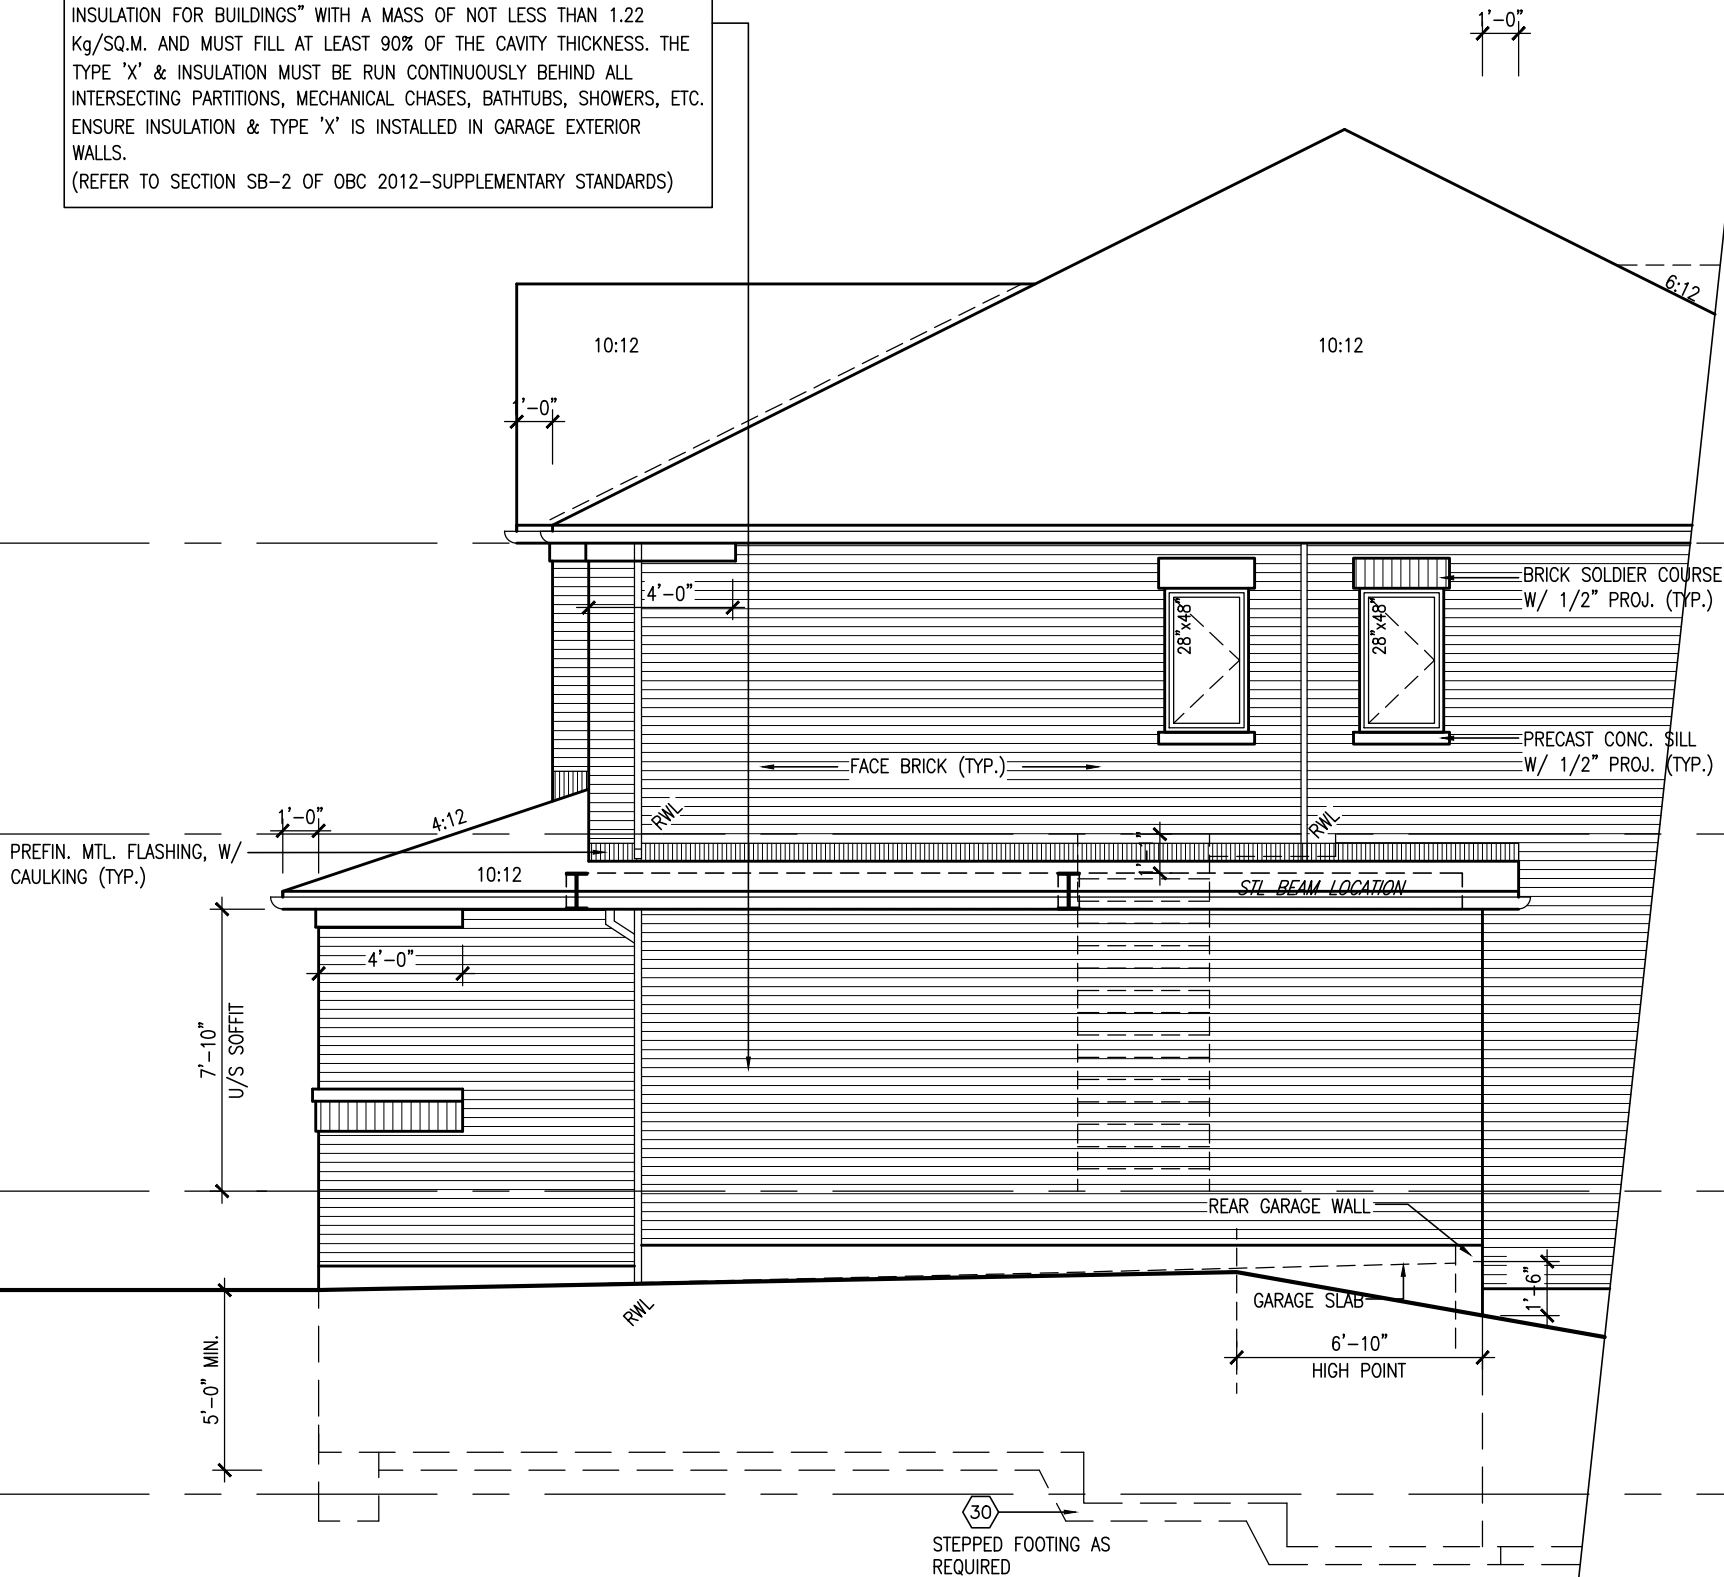 INSULATION FOR BUILDINGS" WITH A MASS OF NOT LESS THAN 1.22
Kg/SQ.M. AND MUST FILL AT LEAST 90% OF THE CAVITY THICKNESS. THE
TYPE 'X' & INSULATION MUST BE RUN CONTINUOUSLY BEHIND ALL
INTERSECTING PARTITIONS, MECHANICAL CHASES, BATHTUBS, SHOWERS, ETC.
ENSURE INSULATION & TYPE 'X' IS INSTALLED IN GARAGE EXTERIOR
WALLS.
(REFER TO SECTION SB-2 OF OBC 2012-SUPPLEMENTARY STANDARDS)
1'-0"
6:12
10:12
10:12
1'-0"
4'-0"
28"x48"
28"x48"
BRICK SOLDIER COURSE
W/ 1/2" PROJ. (TYP.)
PRECAST CONC. SILL
W/ 1/2" PROJ. (TYP.)
FACE BRICK (TYP.)
1'-0"
4:12
RWL
RWL
PREFIN. MTL. FLASHING, W/
CAULKING (TYP.)
10:12
1'-1"
STL BEAM LOCATION
4'-0"
7'-10"
U/S SOFFIT
REAR GARAGE WALL
GARAGE SLAB
1'-6"
RWL
6'-10"
HIGH POINT
5'-0" MIN.
30
STEPPED FOOTING AS
REQUIRED